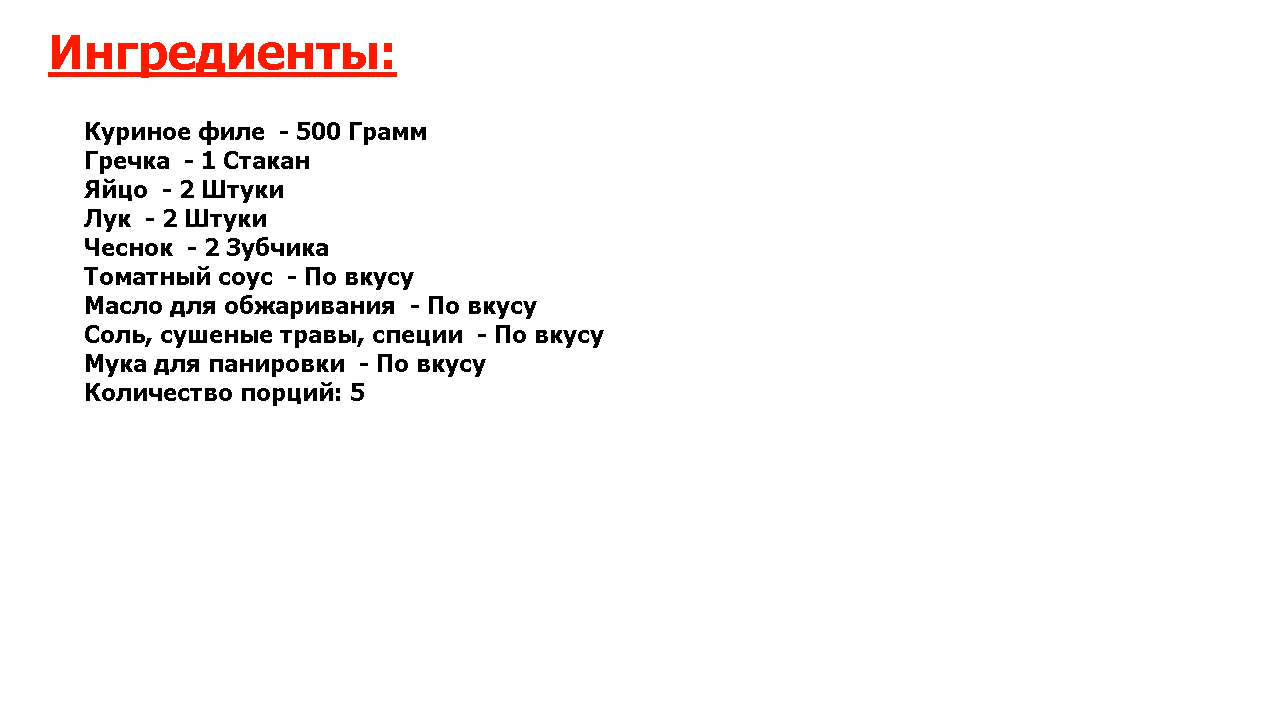 Ингредиенты:
Куриное филе  - 500 Грамм
Гречка  - 1 Стакан
Яйцо  - 2 Штуки
Лук  - 2 Штуки
Чеснок  - 2 Зубчика
Томатный соус  - По вкусу
Масло для обжаривания  - По вкусу
Соль, сушеные травы, специи  - По вкусу
Мука для панировки  - По вкусу
Количество порций: 5